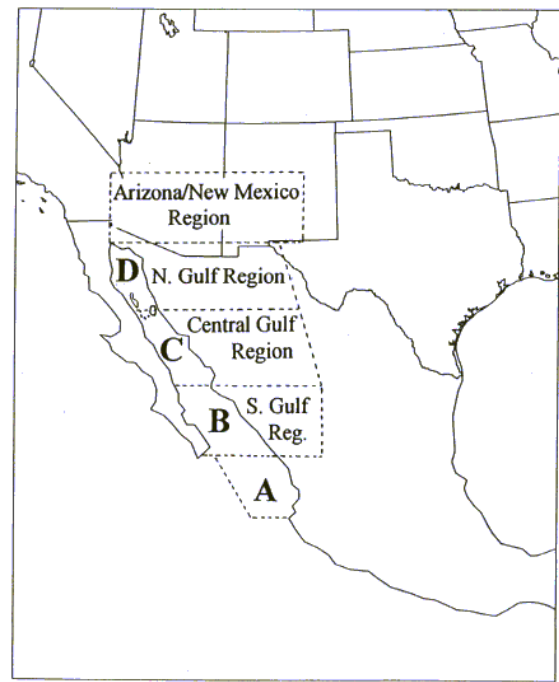 Arizona/New Mexico
Region
D
N. Gulf Region
Central Gulf
Region
C
S. Gulf
Reg.
B
A